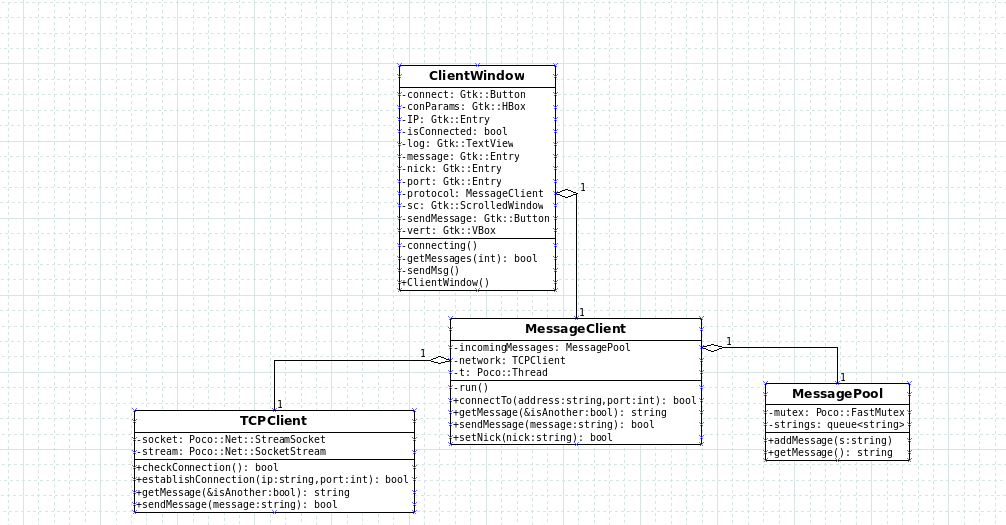 ClientWindow
-connect: Gtk::Button
-conParams: Gtk::HBox
-IP: Gtk::Entry
-isConnected: bool
-log: Gtk::TextView
-message: Gtk::Entry
-nick: Gtk::Entry
-port: Gtk::Entry
-protocol: MessageClient
-sc: Gtk::ScrolledWindow
-sendMessage: Gtk::Button
-vert: Gtk::VBox
-connecting()
-getMessages(int): bool
-sendMsg()
+ClientWindow()
1
1
MessageClient
-incomingMessages: MessagePool
-network: TCPClient
-t: Poco::Thread
-run()
+connectTo(address:string,port:int): bool
+getMessage(&isAnother:bool): string
+sendMessage(message:string): bool
+setNick(nick:string): bool
1
1
1
1
TCPClient
-socket: Poco::Net::StreamSocket
-stream: Poco::Net::SocketStream
+checkConnection(): bool
+establishConnection(ip:string,port:int): bool
+getMessage(&isAnother:bool): string
+sendMessage(message:string): bool
MessagePool
-mutex: Poco::FastMutex
-strings: queue<string>
+addMessage(s:string)
+getMessage(): string